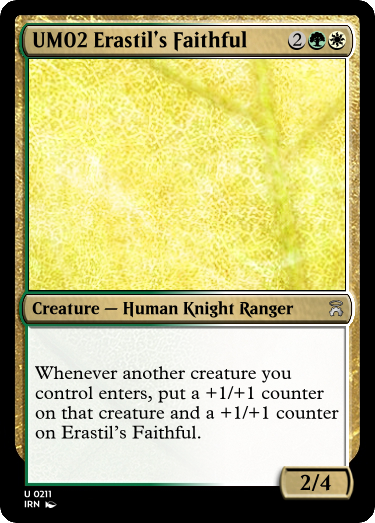 UM02 Erastil's Faithful 2
Creature — Human Knight Ranger
Whenever another creature you
control enters, put a +1/+1 counter
on that creature and a +1/+1 counter
on Erastil's Faithful.
2/4
U 0211
IRN